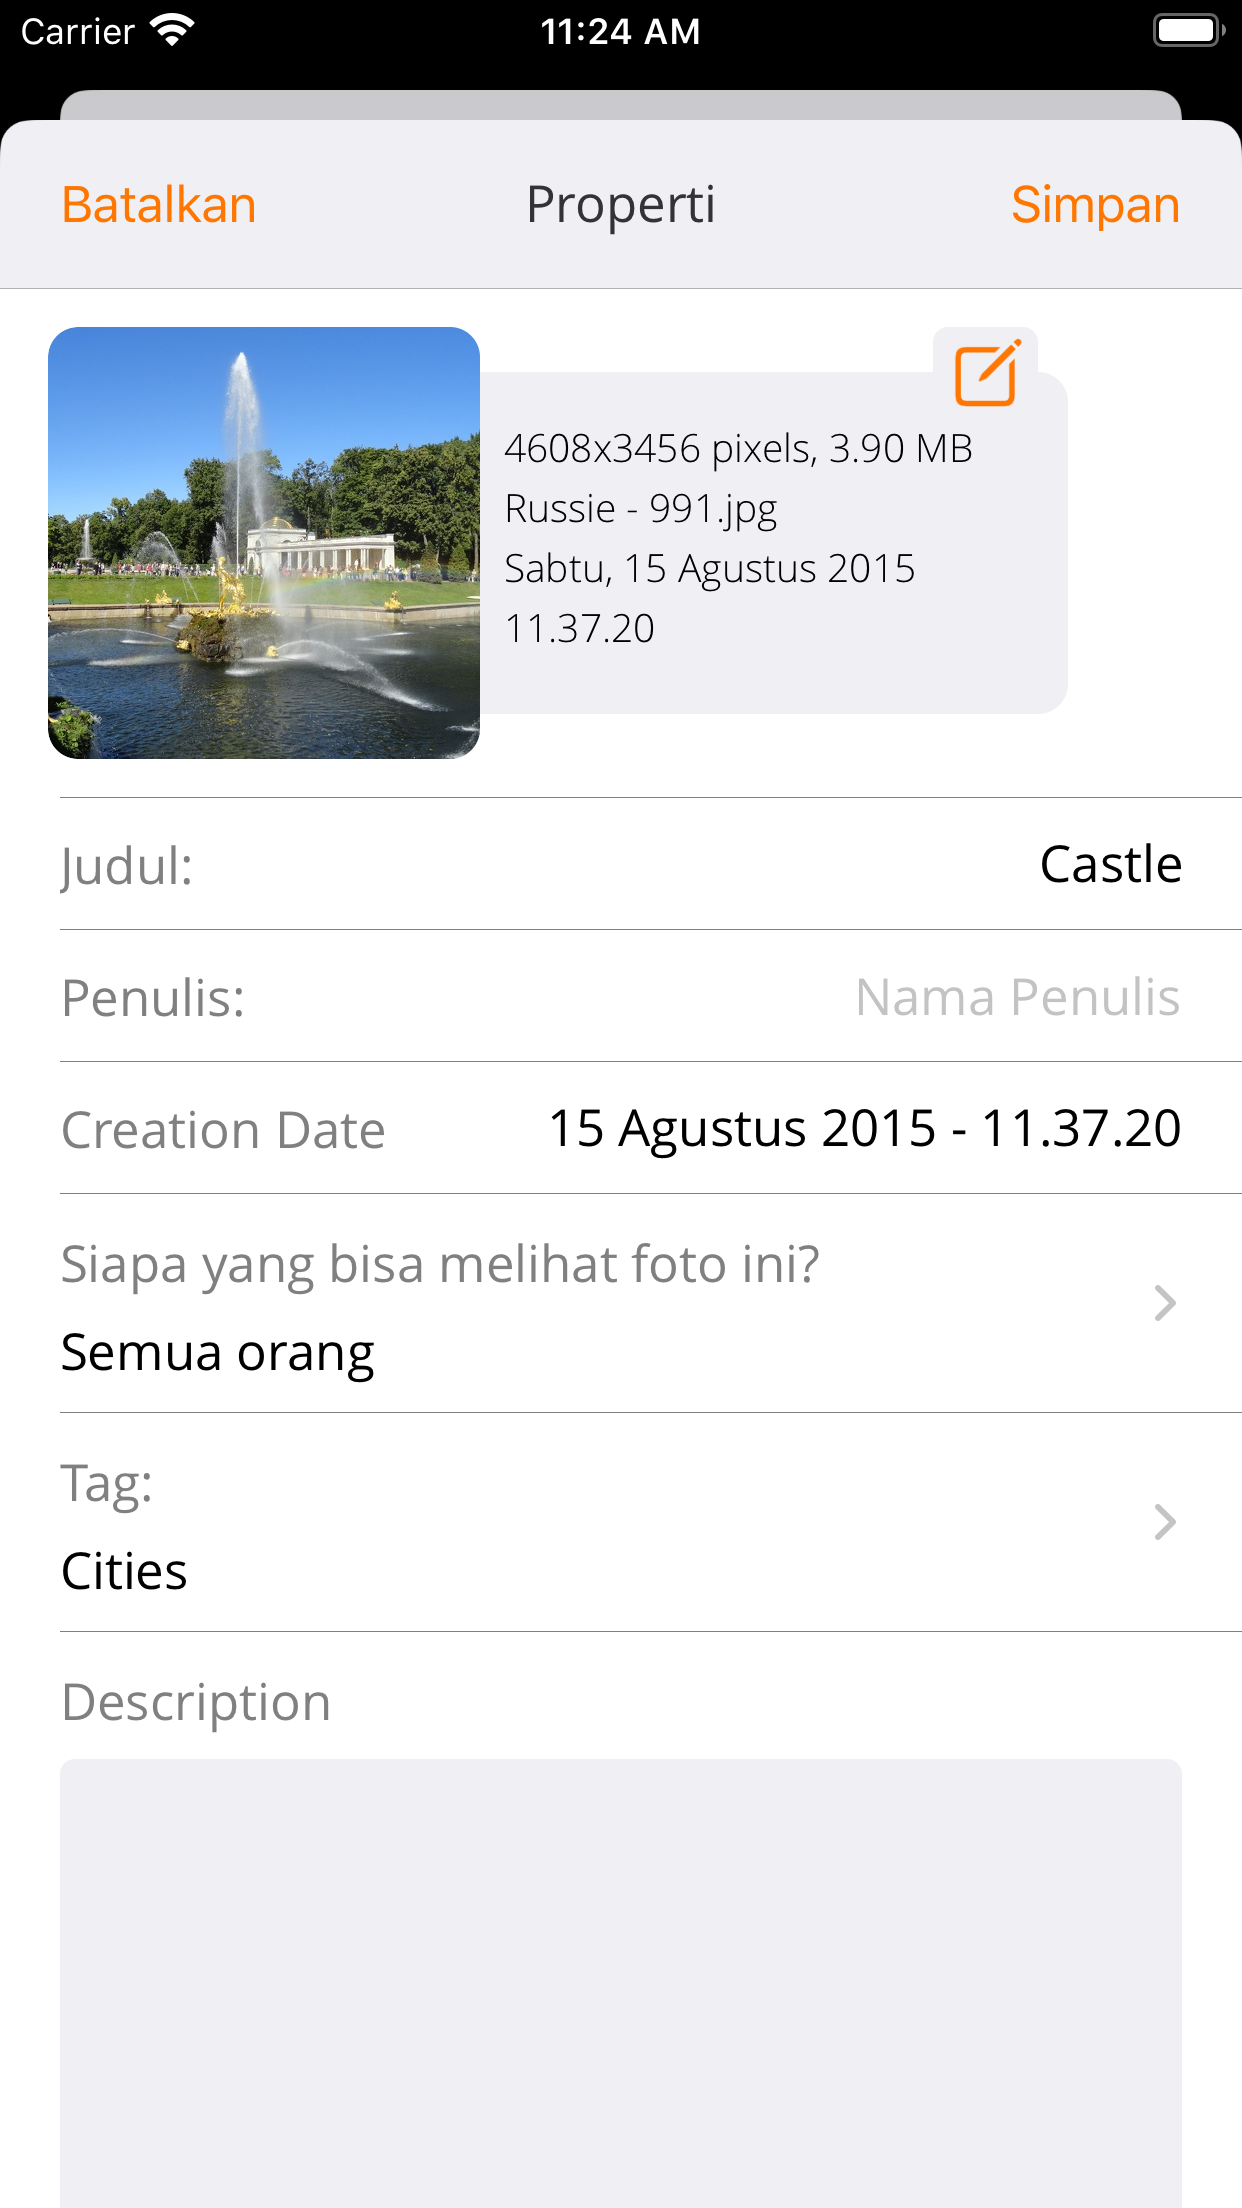 Carrier 11:24 AM
Batalkan Properti Simpan
4608x3456 pixels, 3.90 MB
Russie - 991.jpg
Sabtu, 15 Agustus 2015
11.37.20
Judul: Castle
Penulis: Nama Penulis
Creation Date 15 Agustus 2015 - 11.37.20
Siapa yang bisa melihat foto ini?
Semua orang
Tag:
Cities
Description